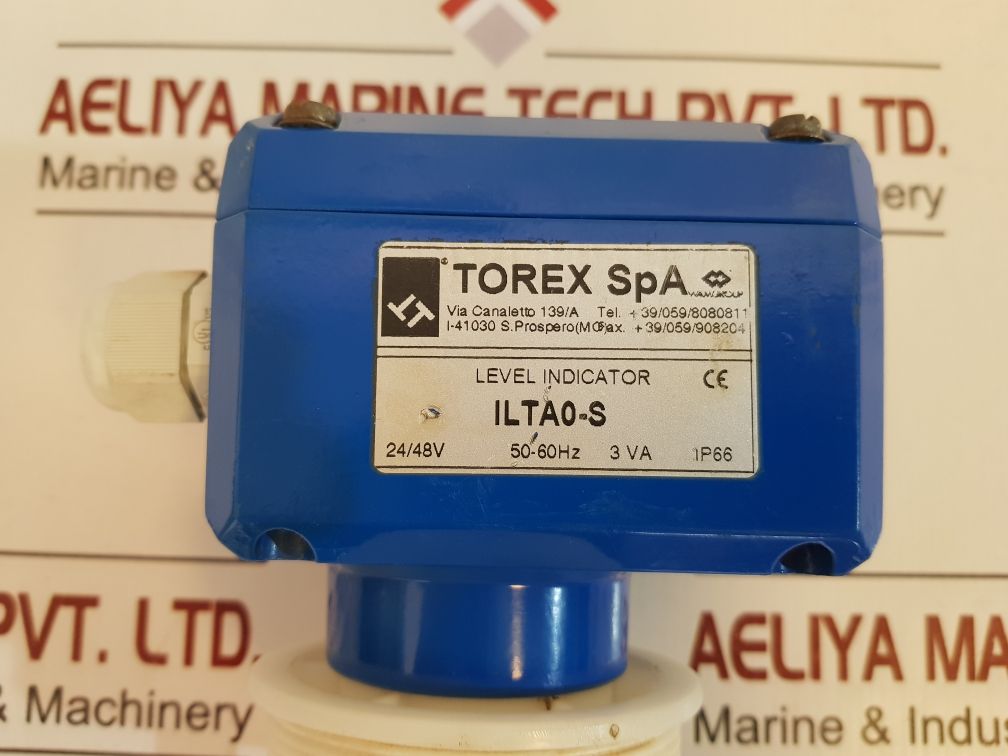 AELIYA MARINE TECH PVT. LTD.
Marine &
TOREX SpA
WAMGROUP
Via Canaletto 139/A Tel. +39/059/8080811
I-41030 S.Prospero(MO) Fax. +39/059/908204
LEVEL INDICATOR CE
ILTA0-S
24/48V 50-60Hz 3 VA IP66
PVT. LTD.
& Machinery
AELIYA MA
Marine & Indus